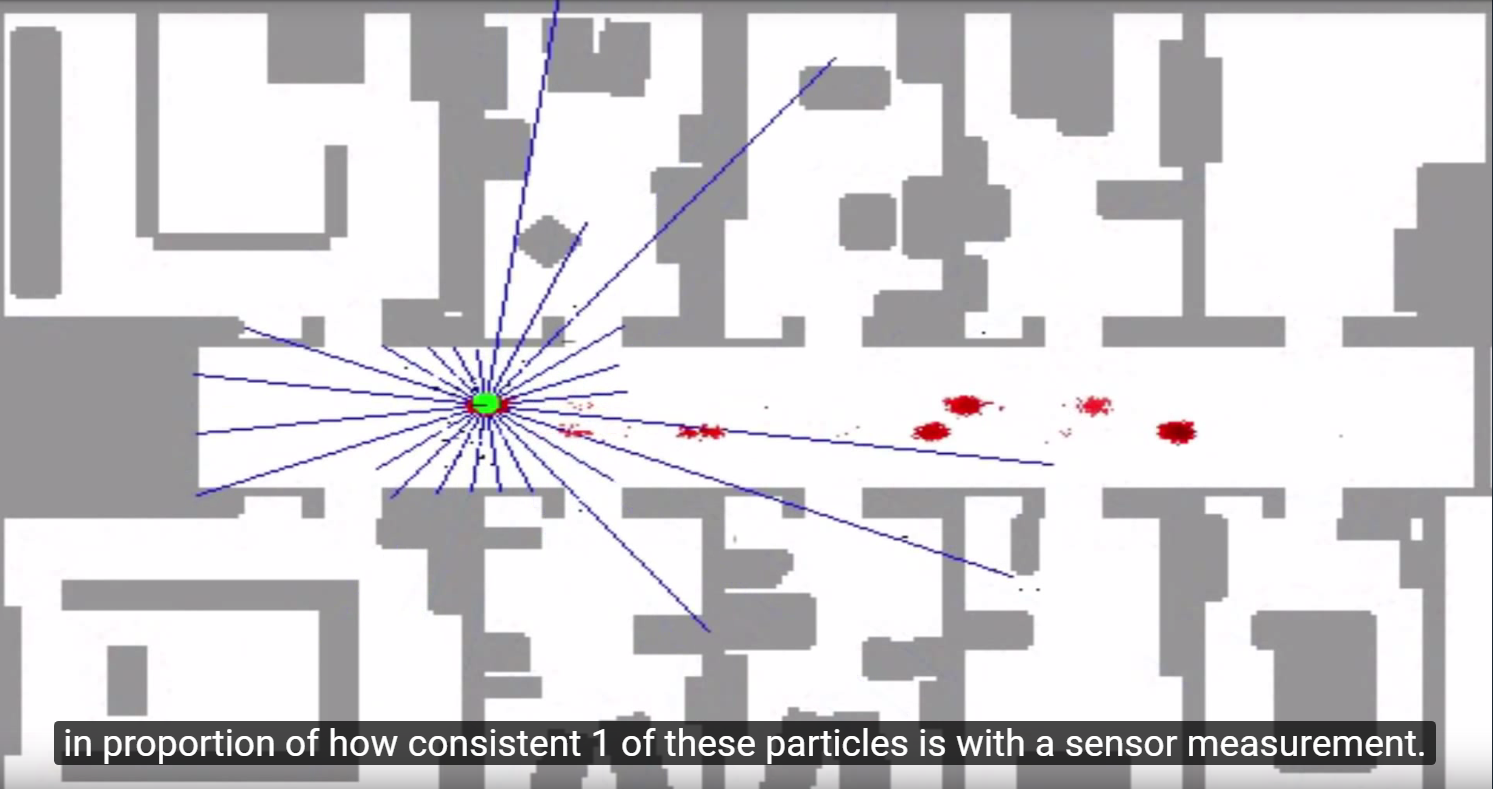 in proportion of how consistent 1 of these particles is with a sensor measurement.